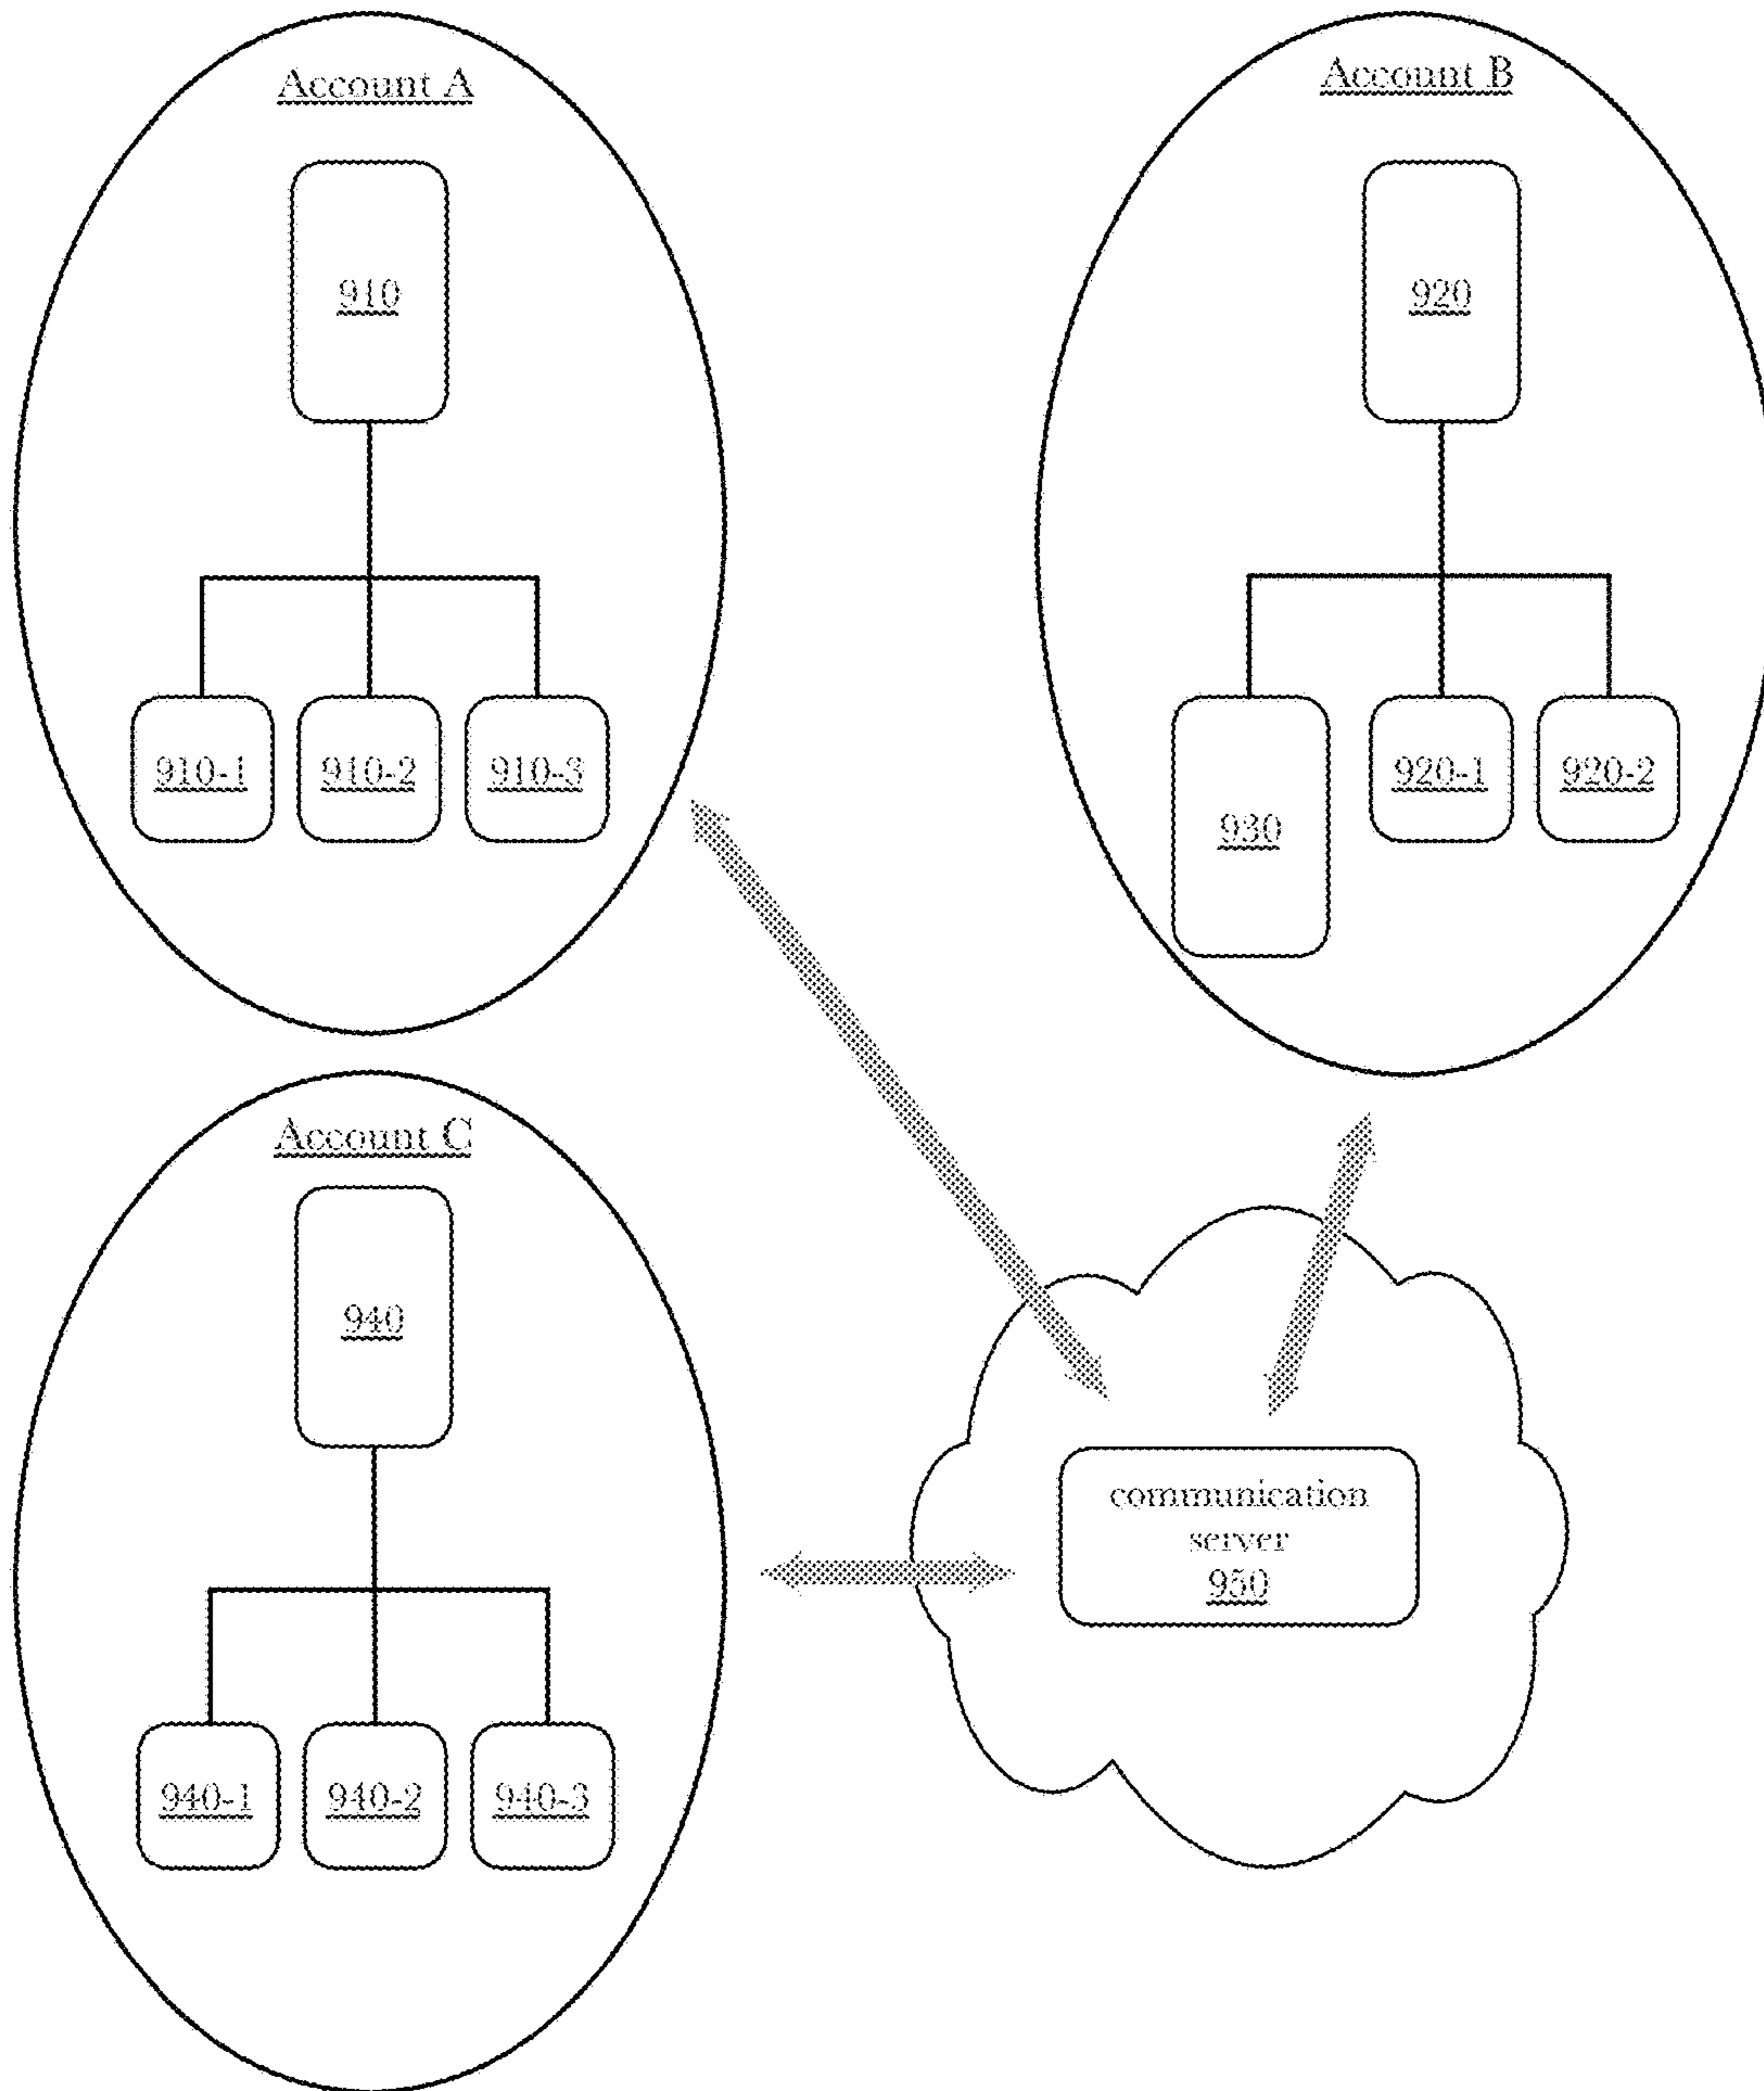 Account A
910
910-1
910-2
910-3
Account B
920
930
920-1
920-2
Account C
940
940-1
940-2
940-3
communication
server
950